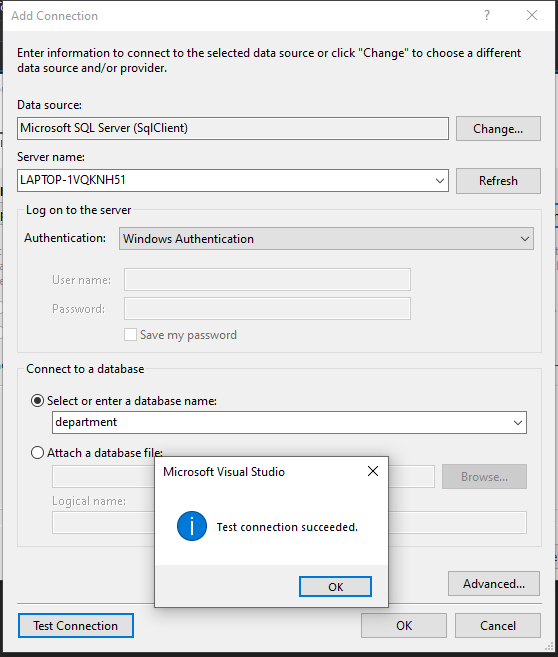 Add Connection
Enter information to connect to the selected data source or click "Change" to choose a different
data source and/or provider.
Data source:
Microsoft SQL Server (SqlClient)
Change...
Server name:
LAPTOP-1VQKNH51
Refresh
Log on to the server
Authentication:
Windows Authentication
User name:
Password:
Save my password
Connect to a database
Select or enter a database name:
department
Attach a database file:
Browse...
Logical name:
Microsoft Visual Studio
Test connection succeeded.
OK
Advanced...
Test Connection
OK
Cancel